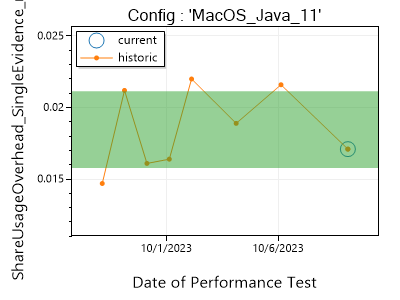 Config : 'MacOS_Java_11'
ShareUsageOverhead_SingleEvidence_
current
historic
0.025
0.02
0.015
10/1/2023
10/6/2023
Date of Performance Test